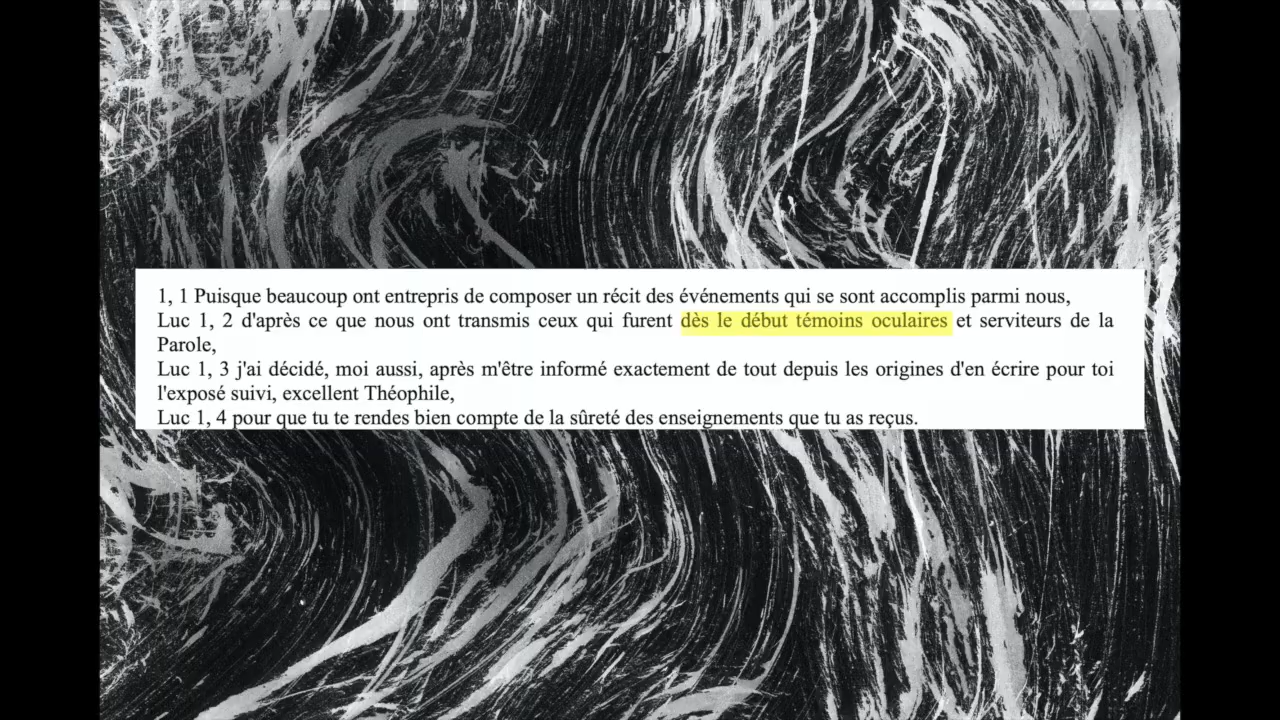 1, 1 Puisque beaucoup ont entrepris de composer un récit des événements qui se sont accomplis parmi nous,
Luc 1, 2 d'après ce que nous ont transmis ceux qui furent dès le début témoins oculaires et serviteurs de la
Parole,
Luc 1, 3 j'ai décidé, moi aussi, après m'être informé exactement de tout depuis les origines d'en écrire pour toi
l'exposé suivi, excellent Théophile,
Luc 1, 4 pour que tu te rendes bien compte de la sûreté des enseignements que tu as reçus.